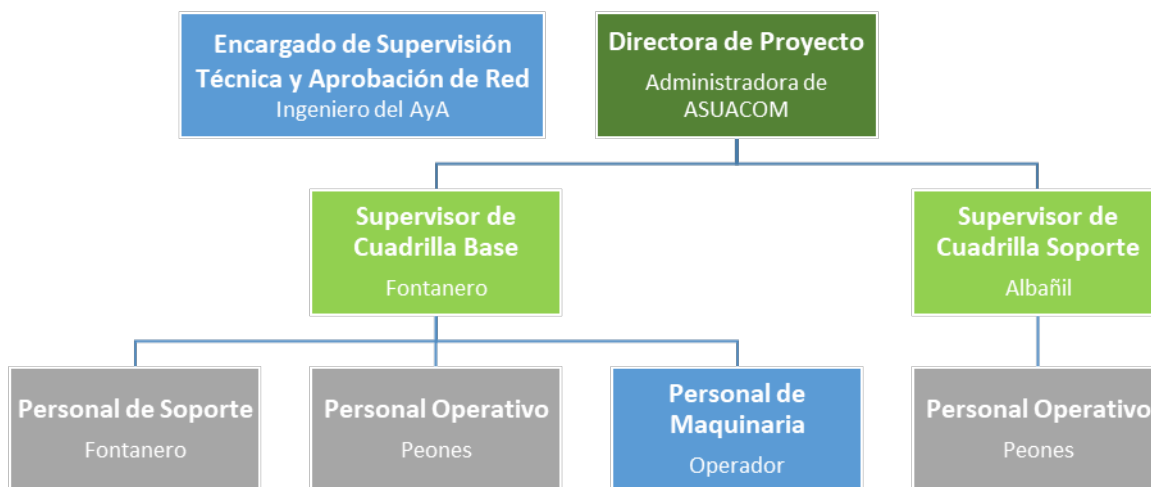 Encargado de Supervisión
Técnica y Aprobación de Red
Ingeniero del AyA
Directora de Proyecto
Administradora de
ASUACOM
Supervisor de
Cuadrilla Base
Fontanero
Supervisor de
Cuadrilla Soporte
Albañil
Personal de Soporte
Fontanero
Personal Operativo
Peones
Personal de
Maquinaria
Operador
Personal Operativo
Peones